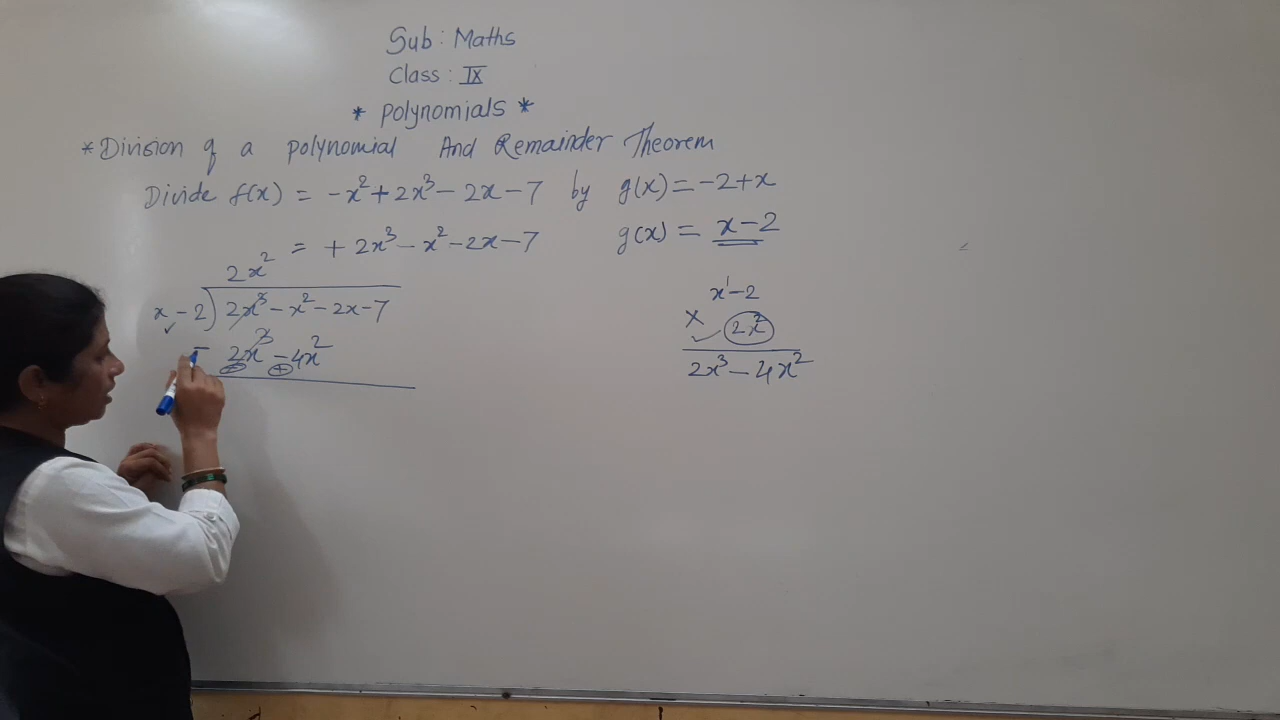 Sub : Maths
Class : IX
* Polynomials *
* Division of a polynomial And Remainder Theorem
Divide f(x) = -x² + 2x³ - 2x - 7 by g(x) = -2 + x
= + 2x³ - x² - 2x - 7 g(x) = x - 2
2x²
x - 2 ) 2x³ - x² - 2x - 7
- 2x³ - 4x²
(-) (+)
x¹ - 2
× 2x²
2x³ - 4x²